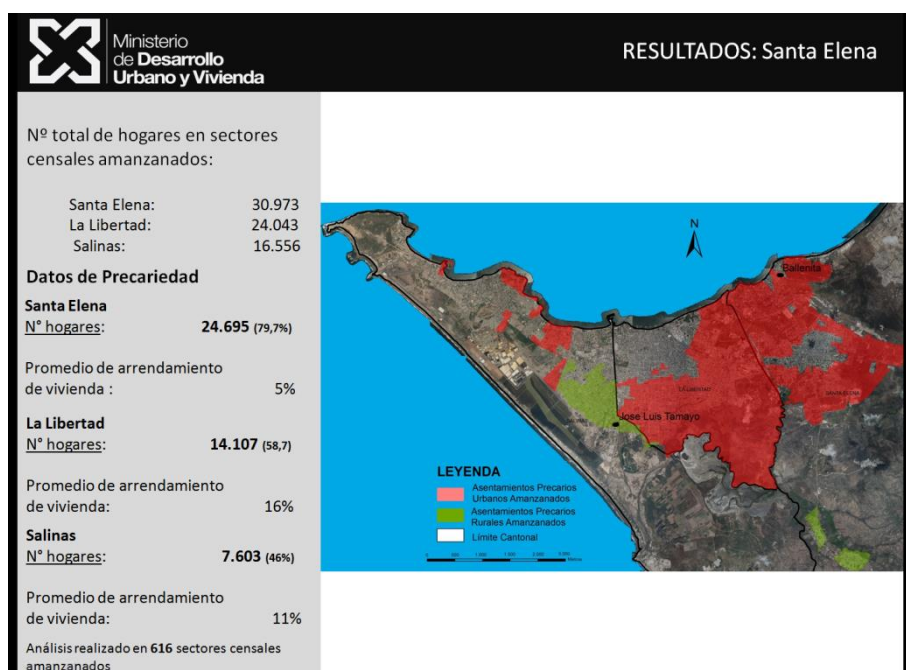 Ministerio
de Desarrollo
Urbano y Vivienda
RESULTADOS: Santa Elena
Nº total de hogares en sectores
censales amanzanados:
Santa Elena: 30.973
La Libertad: 24.043
Salinas: 16.556
Datos de Precariedad
Santa Elena
N° hogares: 24.695 (79,7%)
Promedio de arrendamiento
de vivienda : 5%
La Libertad
N° hogares: 14.107 (58,7)
Promedio de arrendamiento
de vivienda: 16%
Salinas
N° hogares: 7.603 (46%)
Promedio de arrendamiento
de vivienda: 11%
Análisis realizado en 616 sectores censales
amanzanados
N
Ballenita
LA LIBERTAD
SANTA ELENA
Jose Luis Tamayo
LEYENDA
Asentamientos Precarios
Urbanos Amanzanados
Asentamientos Precarios
Rurales Amanzanados
Límite Cantonal